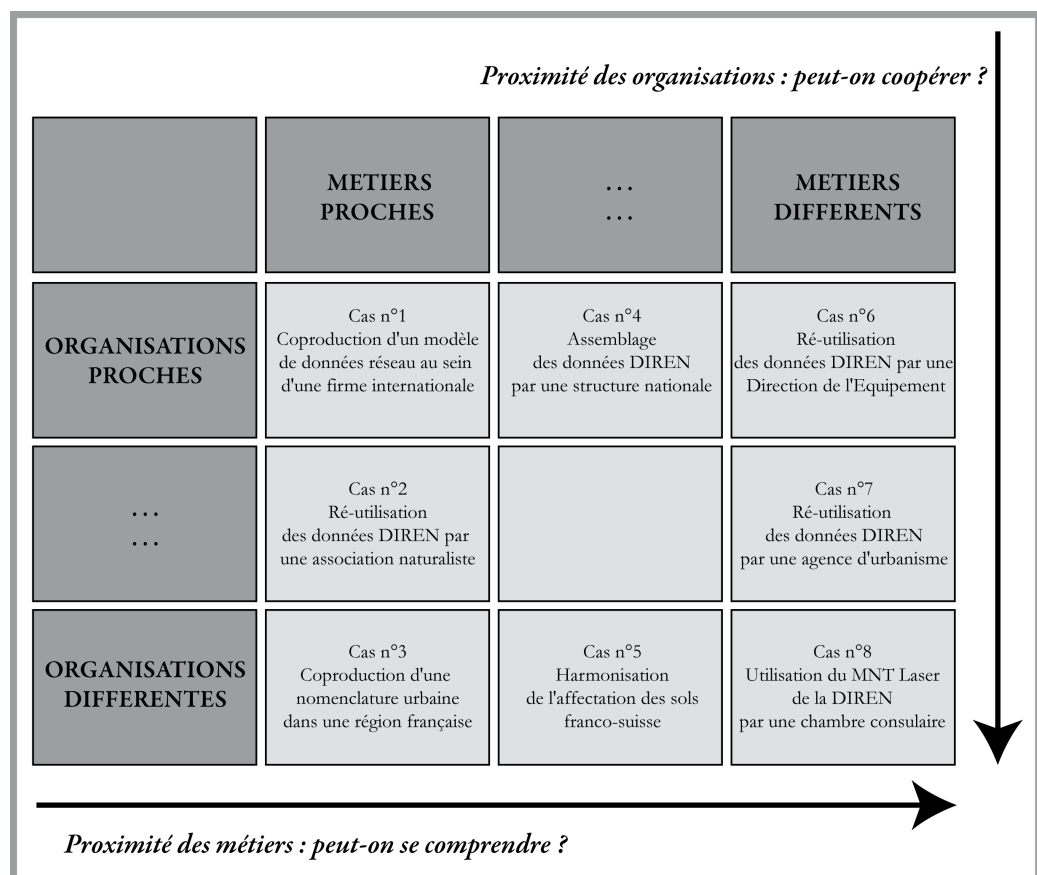 Proximité des organisations : peut-on coopérer ?
METIERS
PROCHES
...
...
METIERS
DIFFERENTS
ORGANISATIONS
PROCHES
Cas n°1
Coproduction d'un modèle
de données réseau au sein
d'une firme internationale
Cas n°4
Assemblage
des données DIREN
par une structure nationale
Cas n°6
Ré-utilisation
des données DIREN par une
Direction de l'Equipement
...
...
Cas n°2
Ré-utilisation
des données DIREN par
une association naturaliste
Cas n°7
Ré-utilisation
des données DIREN
par une agence d'urbanisme
ORGANISATIONS
DIFFERENTES
Cas n°3
Coproduction d'une
nomenclature urbaine
dans une région française
Cas n°5
Harmonisation
de l'affectation des sols
franco-suisse
Cas n°8
Utilisation du MNT Laser
de la DIREN
par une chambre consulaire
Proximité des métiers : peut-on se comprendre ?